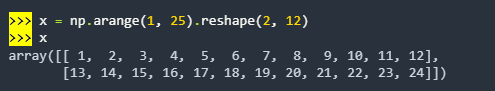 >>> x = np.arange(1, 25).reshape(2, 12)
>>> x
array([[ 1,  2,  3,  4,  5,  6,  7,  8,  9, 10, 11, 12],
       [13, 14, 15, 16, 17, 18, 19, 20, 21, 22, 23, 24]])